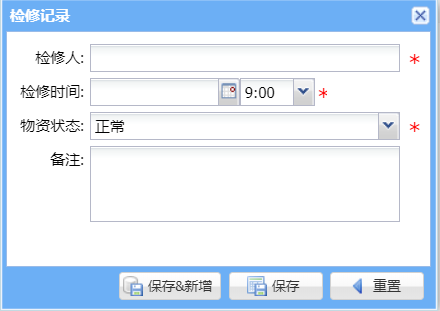 检修记录
检修人: *
检修时间: 9:00 *
物资状态: 正常 *
备注:
保存&新增 保存 重置